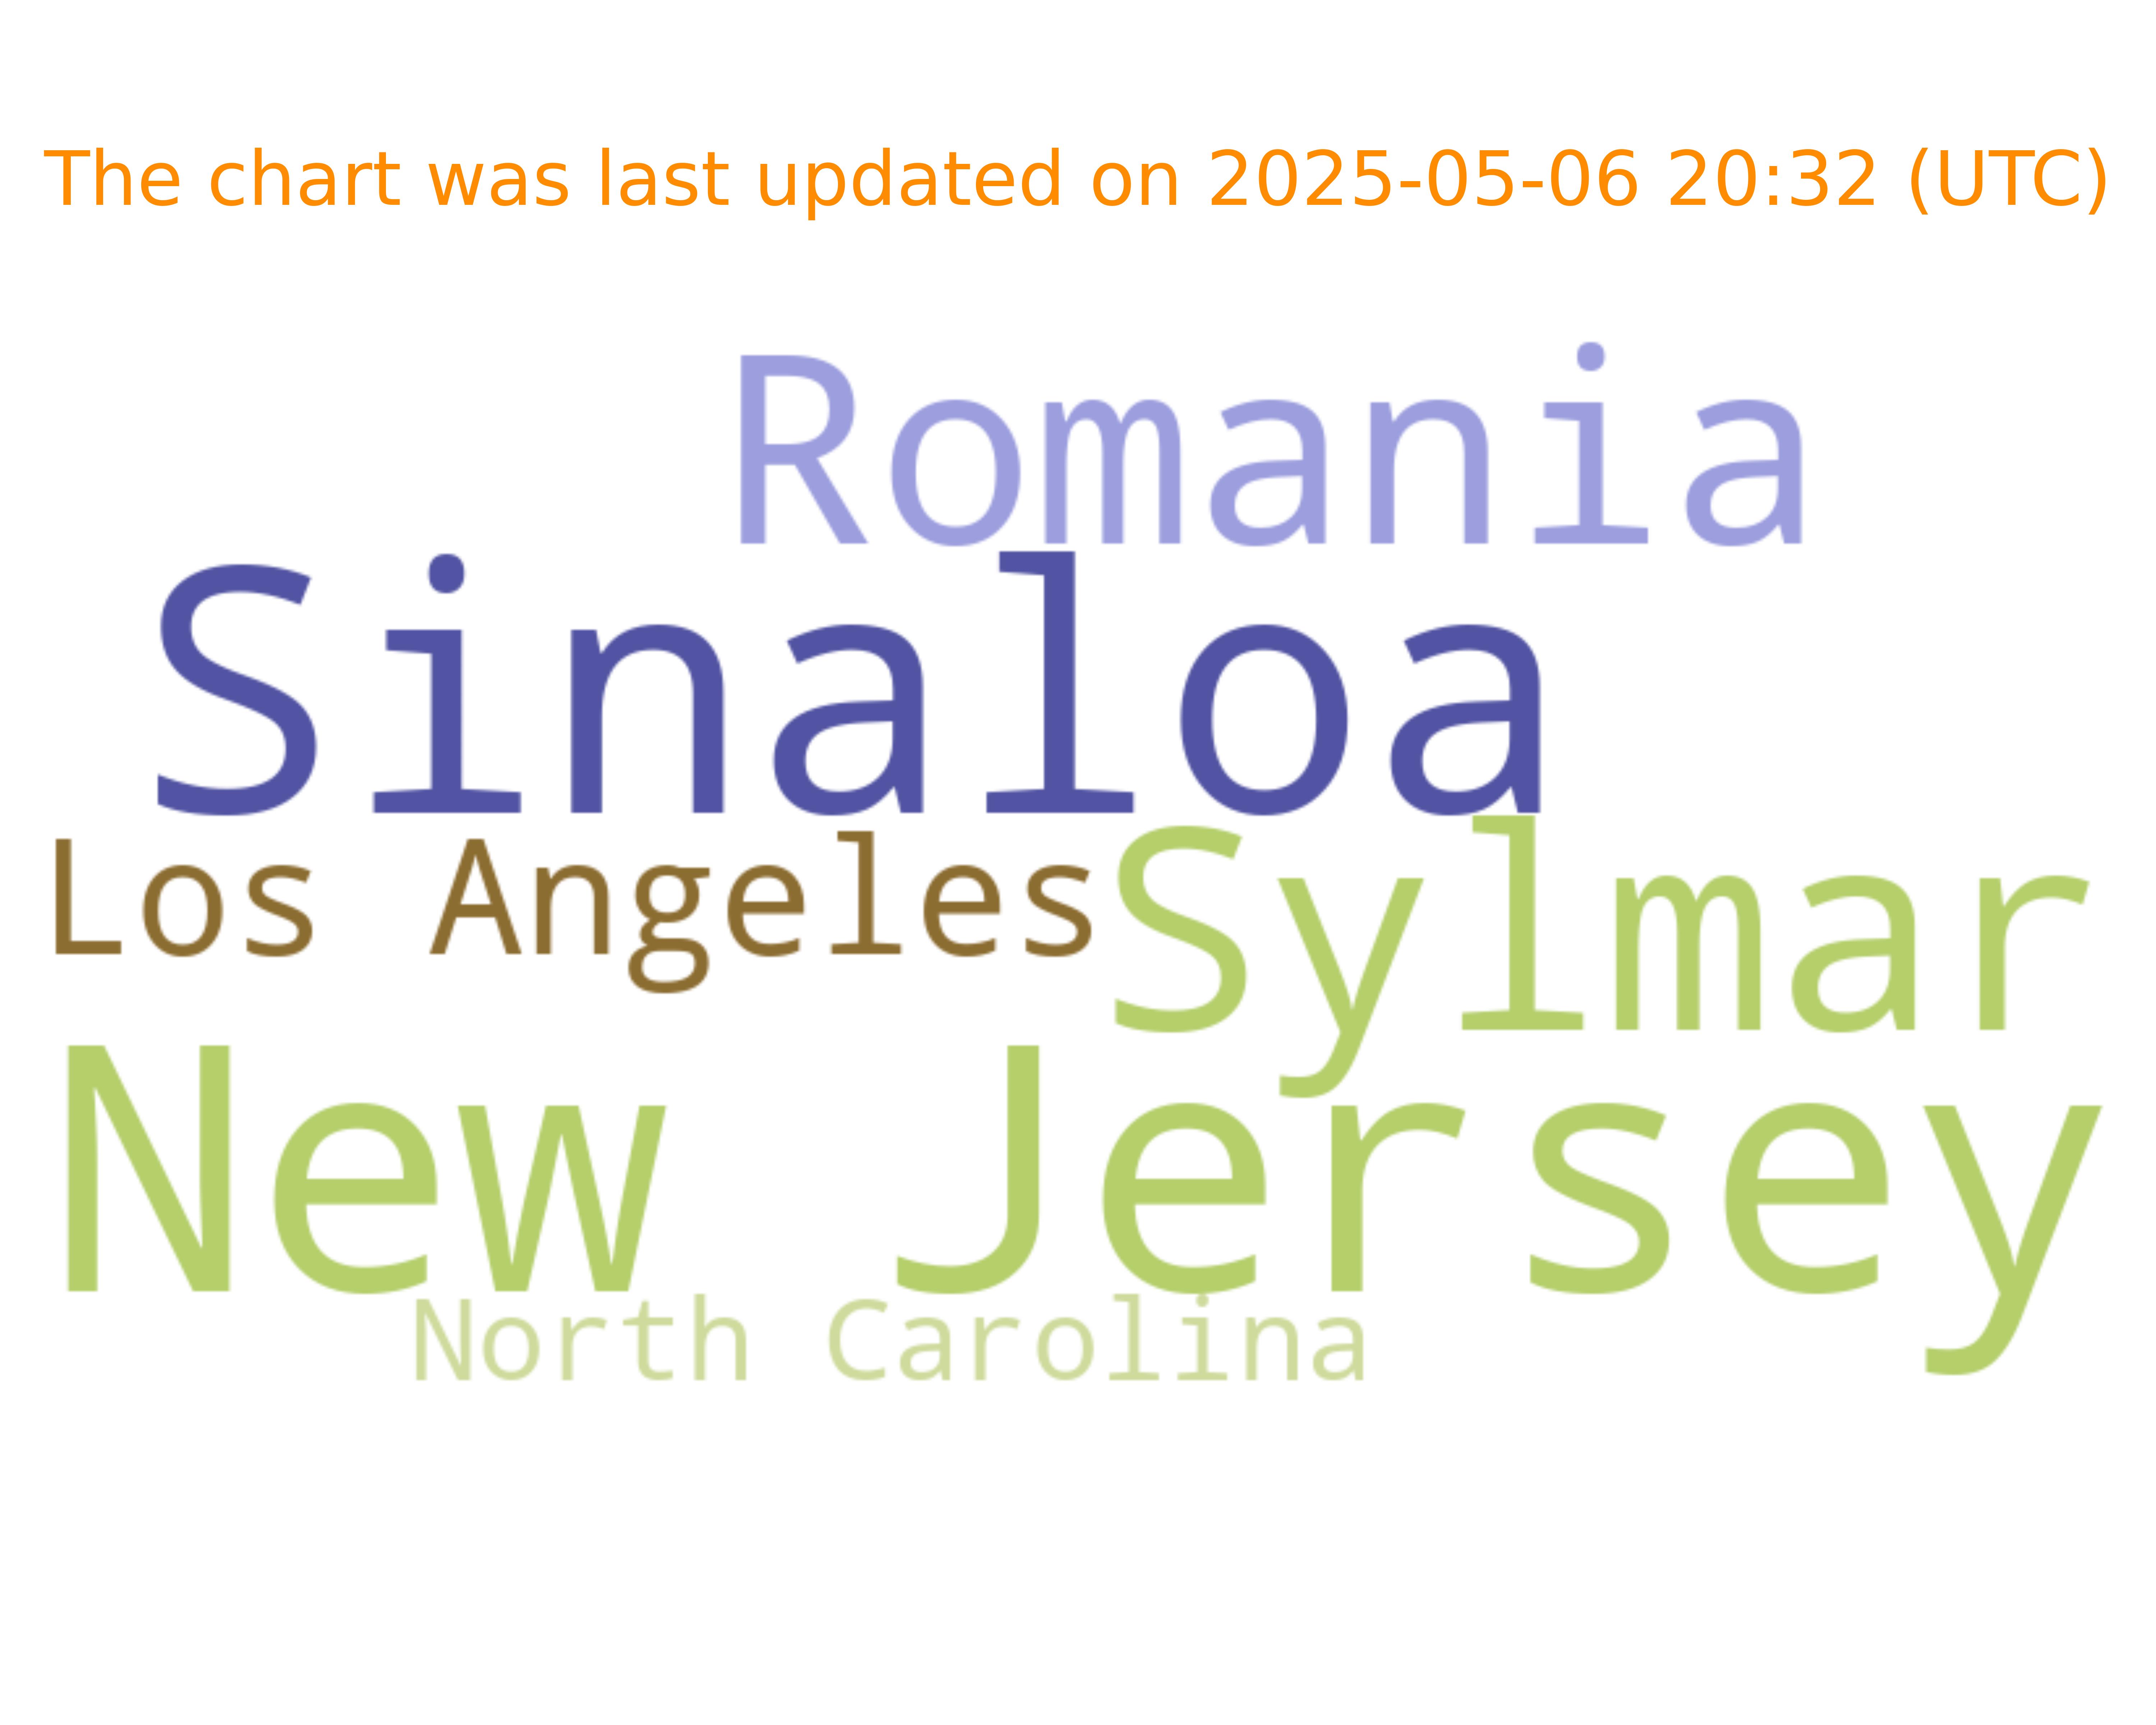 The chart was last updated on 2025-05-06 20:32 (UTC)
Romania
Sinaloa
Los Angeles
Sylmar
New Jersey
North Carolina